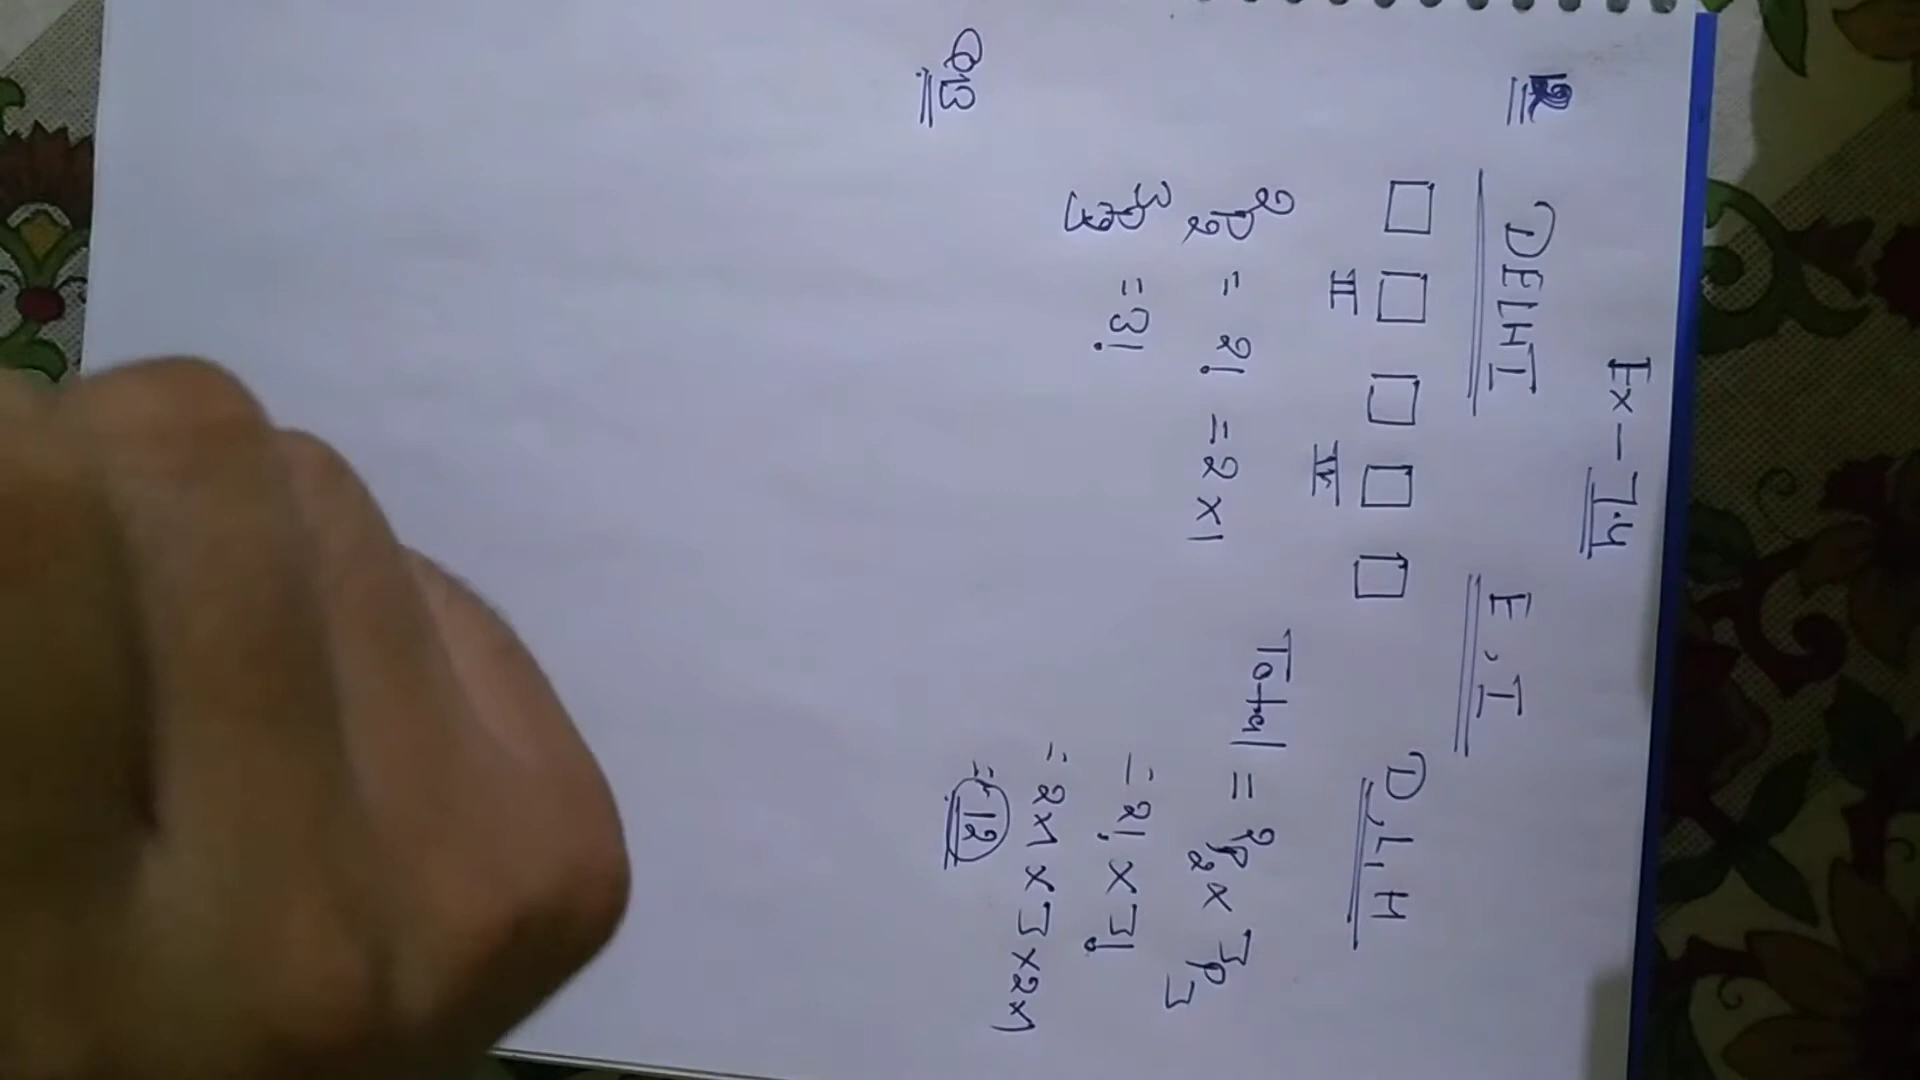 Ex - 7.4
12 DELHI E, I
□ □ □ □ □ D, L, H
II IV
²P₂ = 2! = 2×1 Total = ²P₂ × ³P₃
³P₃ = 3! = 2! × 3!
= 2×1 × 3×2×1
= 12
Q13